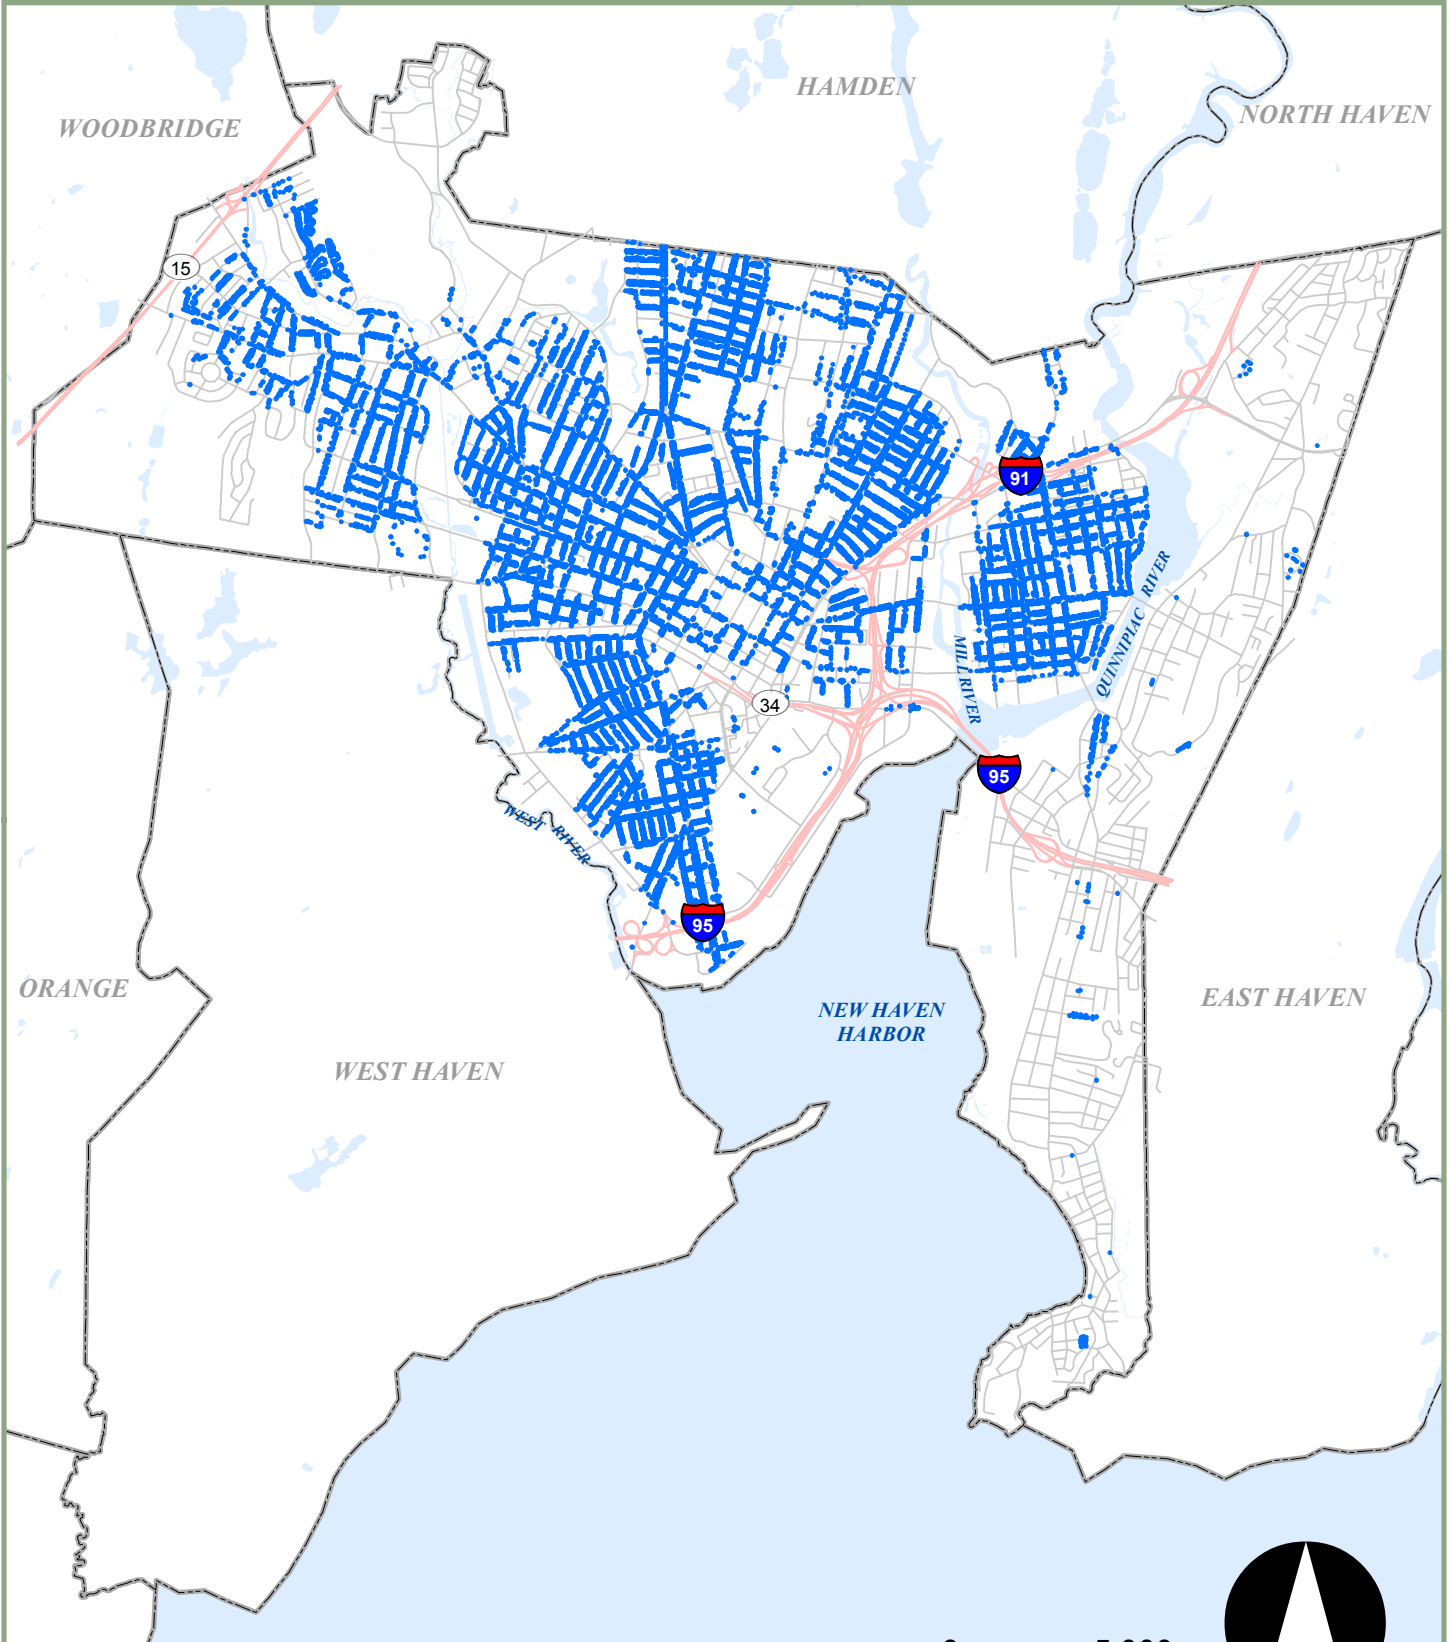 HAMDEN
NORTH HAVEN
WOODBRIDGE
15
91
QUINNIPIAC RIVER
MILL RIVER
34
95
WEST RIVER
95
ORANGE
EAST HAVEN
NEW HAVEN
HARBOR
WEST HAVEN